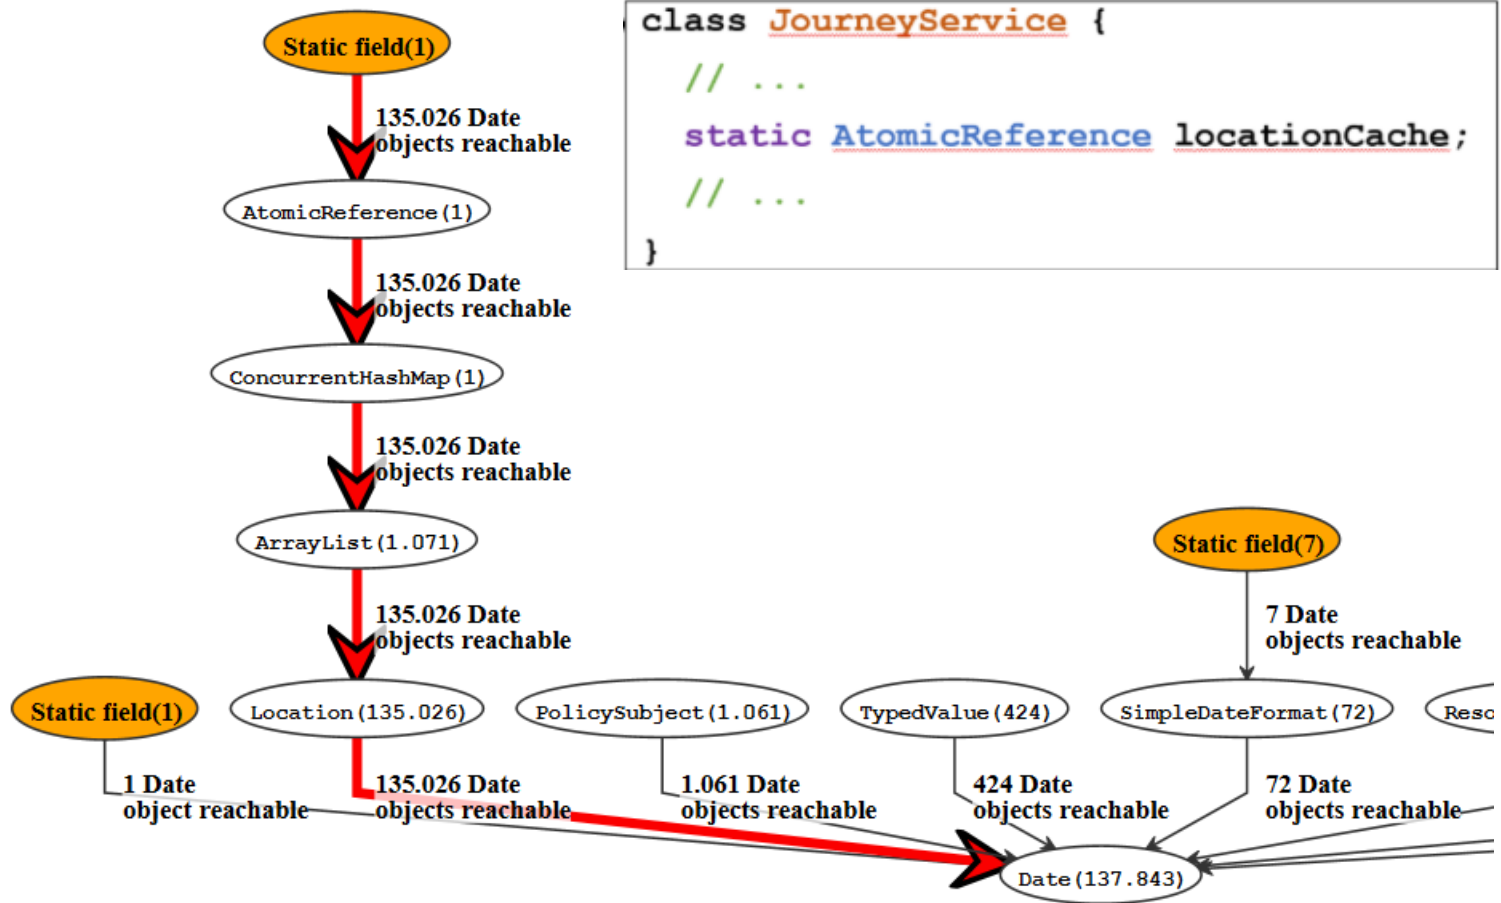 class JourneyService {
// ...
static AtomicReference locationCache;
// ...
}
Static field(1)
135.026 Date
objects reachable
AtomicReference(1)
135.026 Date
objects reachable
ConcurrentHashMap(1)
135.026 Date
objects reachable
ArrayList(1.071)
135.026 Date
objects reachable
Static field(7)
7 Date
objects reachable
Static field(1)
Location(135.026)
PolicySubject(1.061)
TypedValue(424)
SimpleDateFormat(72)
1 Date
object reachable
135.026 Date
objects reachable
1.061 Date
objects reachable
424 Date
objects reachable
72 Date
objects reachable
Date(137.843)